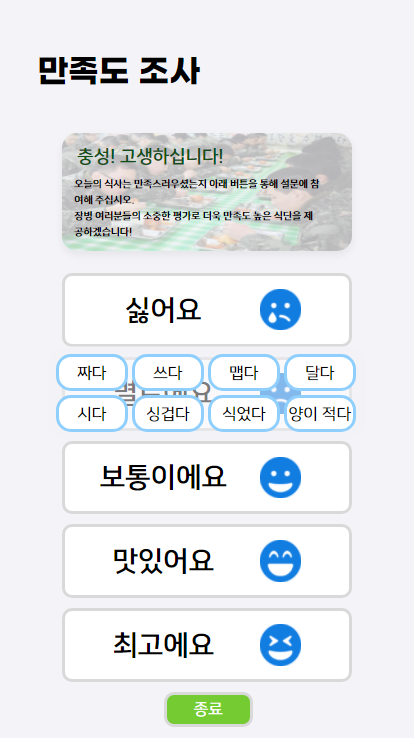 만족도 조사
충성! 고생하십니다!
오늘의 식사는 만족스러우셨는지 아래 버튼을 통해 설문에 참
여해 주십시오.
장병 여러분들의 소중한 평가로 더욱 만족도 높은 식단을 제
공하겠습니다!
싫어요
짜다 쓰다 맵다 달다
시다 싱겁다 식었다 양이 적다
보통이에요
맛있어요
최고에요
종료